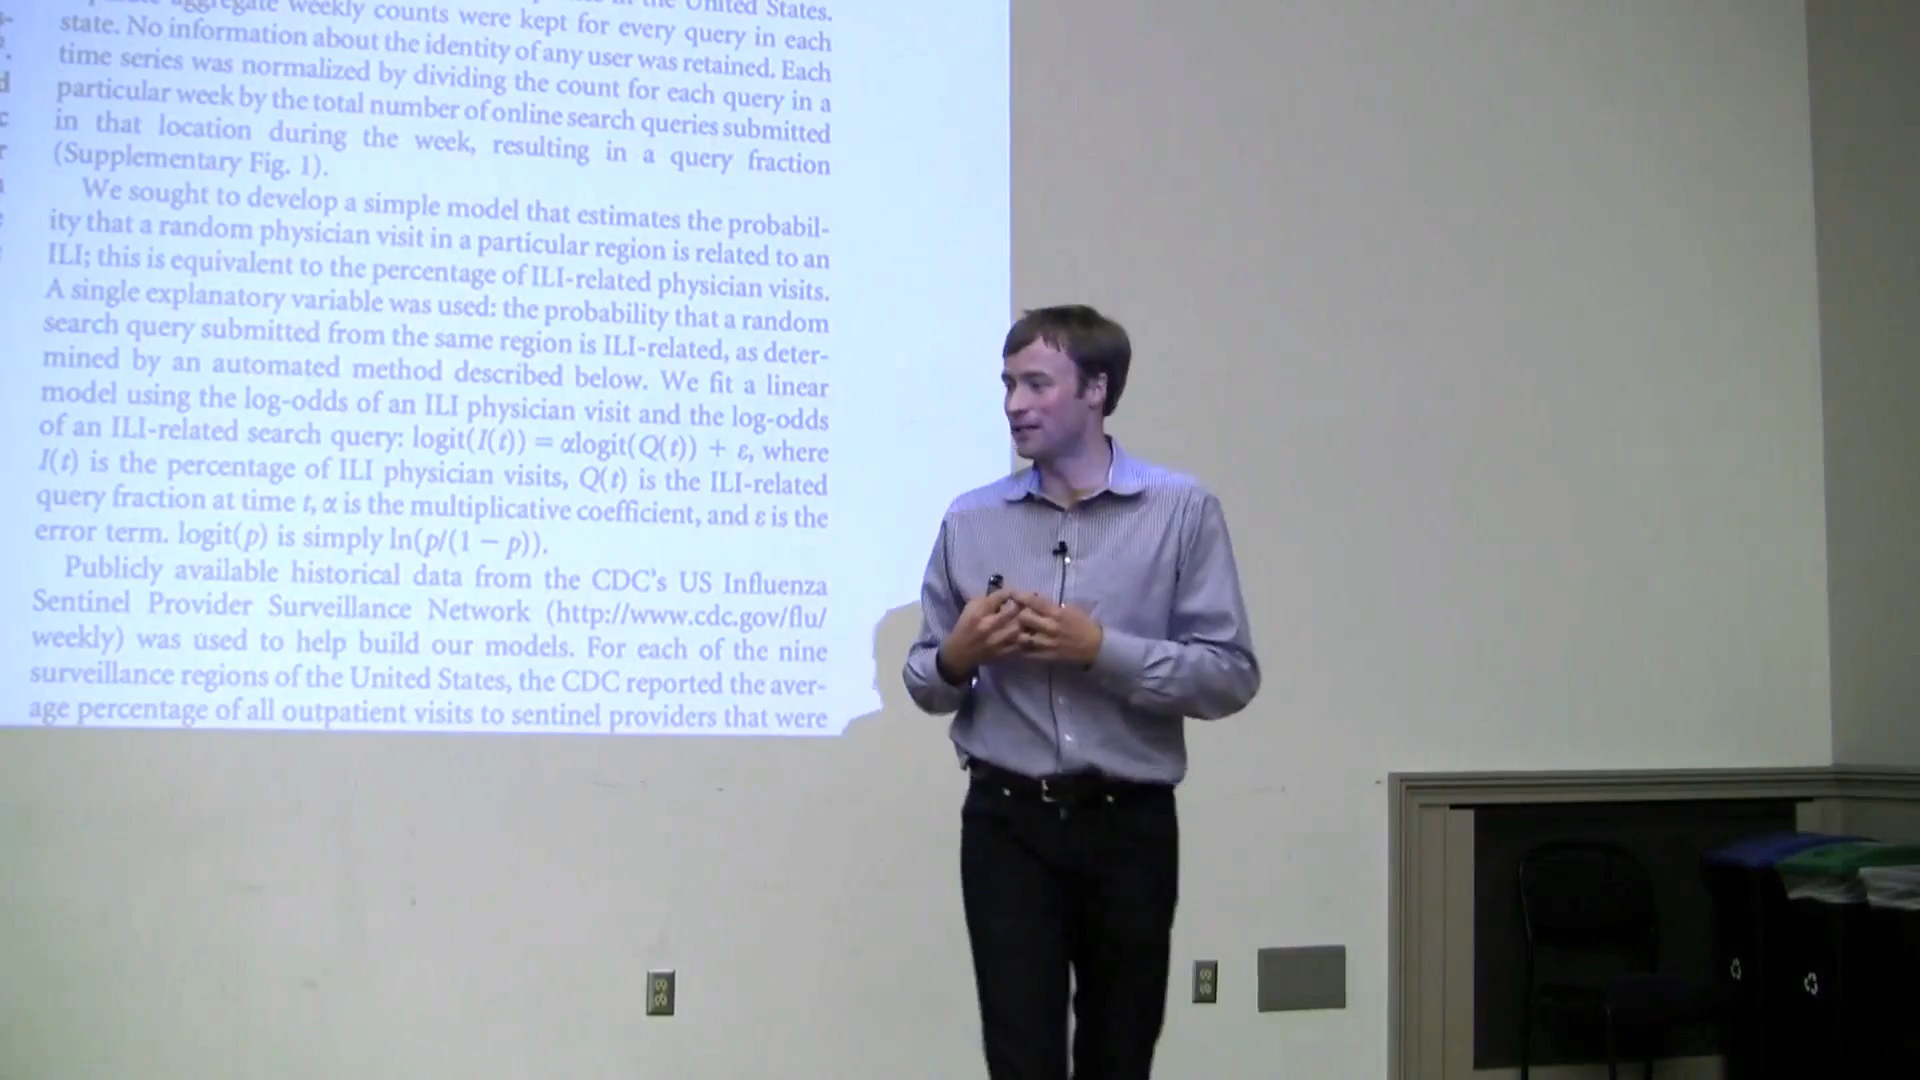 aggregate weekly counts were kept for every query in each
state. No information about the identity of any user was retained. Each
time series was normalized by dividing the count for each query in a
particular week by the total number of online search queries submitted
in that location during the week, resulting in a query fraction
(Supplementary Fig. 1).
We sought to develop a simple model that estimates the probabil-
ity that a random physician visit in a particular region is related to an
ILI; this is equivalent to the percentage of ILI-related physician visits.
A single explanatory variable was used: the probability that a random
search query submitted from the same region is ILI-related, as deter-
mined by an automated method described below. We fit a linear
model using the log-odds of an ILI physician visit and the log-odds
of an ILI-related search query: logit(I(t)) = αlogit(Q(t)) + ε, where
I(t) is the percentage of ILI physician visits, Q(t) is the ILI-related
query fraction at time t, α is the multiplicative coefficient, and ε is the
error term. logit(p) is simply ln(p/(1 − p)).
Publicly available historical data from the CDC's US Influenza
Sentinel Provider Surveillance Network (http://www.cdc.gov/flu/
weekly) was used to help build our models. For each of the nine
surveillance regions of the United States, the CDC reported the aver-
age percentage of all outpatient visits to sentinel providers that were